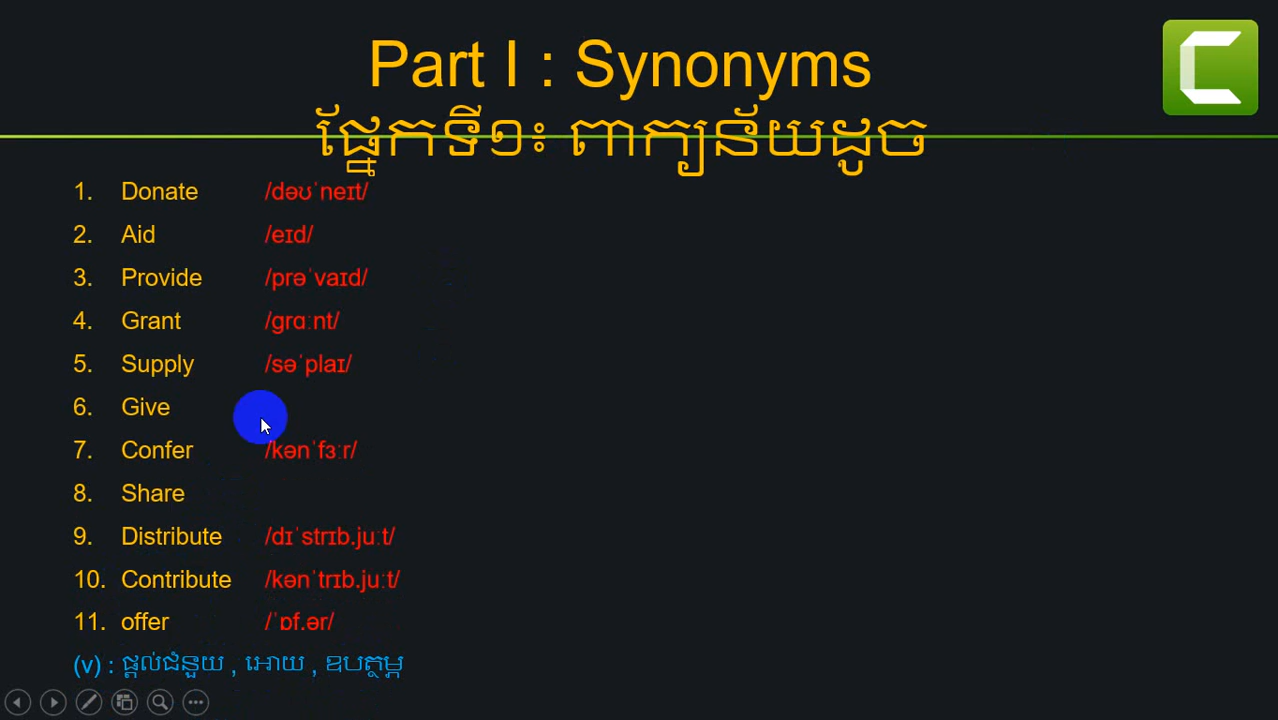 Part I : Synonyms
ផ្នែកទី១៖ ពាក្យន័យដូច
1. Donate /dəʊˈneɪt/
2. Aid /eɪd/
3. Provide /prəˈvaɪd/
4. Grant /ɡrɑːnt/
5. Supply /səˈplaɪ/
6. Give
7. Confer /kənˈfɜːr/
8. Share
9. Distribute /dɪˈstrɪb.juːt/
10. Contribute /kənˈtrɪb.juːt/
11. offer /ˈɒf.ər/
(v) : ផ្តល់ជំនួយ , អោយ , ឧបត្ថម្ភ